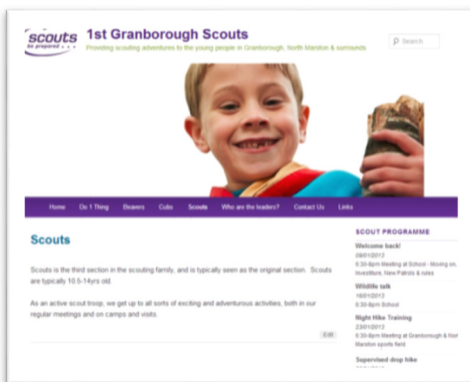 scouts
be prepared . . .
1st Granborough Scouts
Providing scouting adventures to the young people in Granborough, North Marston & surrounds
Search
Home Do 1 Thing Beavers Cubs Scouts Who are the leaders? Contact Us Links
Scouts
Scouts is the third section in the scouting family, and is typically seen as the original section. Scouts
are typically 10.5-14yrs old.
As an active scout troop, we get up to all sorts of exciting and adventurous activities, both in our
regular meetings and on camps and visits.
Edit
SCOUT PROGRAMME
Welcome back!
09/01/2013
6:30-8pm Meeting at School - Moving on,
Investiture, New Patrols & rules
Wildlife talk
16/01/2013
6:30-8pm School
Night Hike Training
23/01/2013
6:30-8pm Meeting at Granborough & Nor
Marston sports field
Supervised drop hike